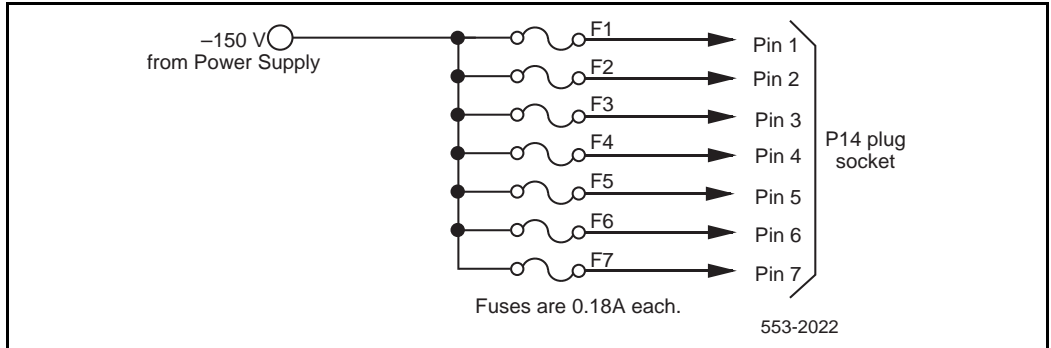 –150 V
from Power Supply
F1
Pin 1
F2
Pin 2
F3
Pin 3
F4
Pin 4
F5
Pin 5
F6
Pin 6
F7
Pin 7
P14 plug
socket
Fuses are 0.18A each.
553-2022